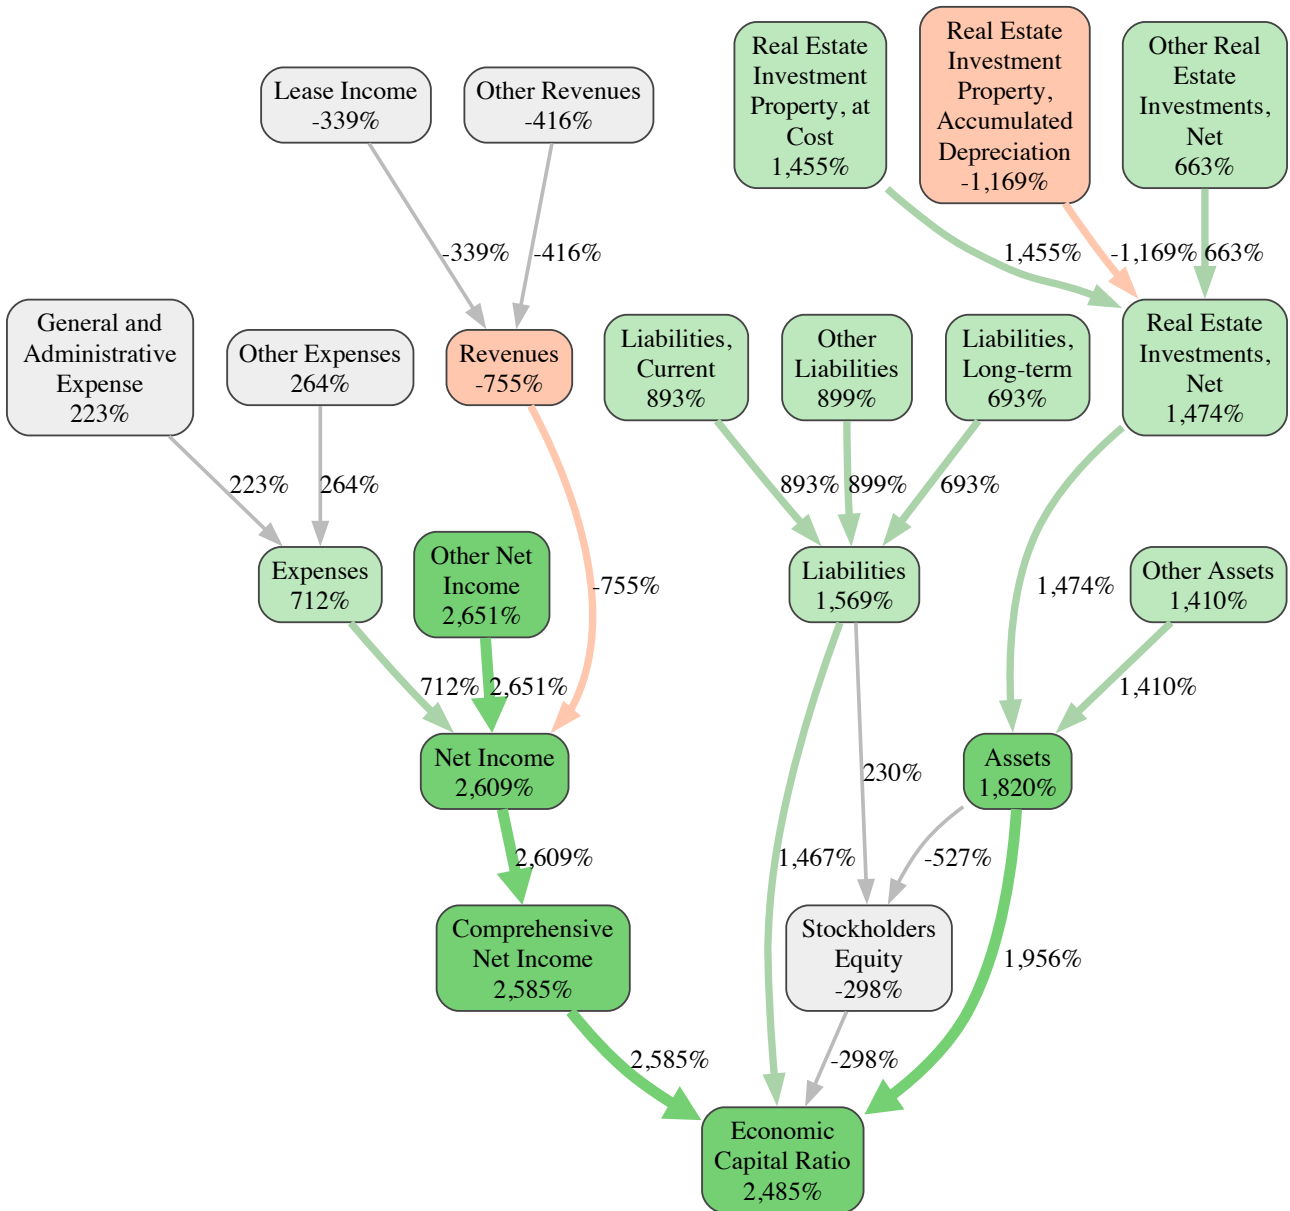 Real Estate
Investment
Property, at
Cost
1,455%
Real Estate
Investment
Property,
Accumulated
Depreciation
-1,169%
Other Real
Estate
Investments,
Net
663%
Lease Income
-339%
Other Revenues
-416%
-339%
-416%
1,455%
-1,169%
663%
General and
Administrative
Expense
223%
Other Expenses
264%
Revenues
-755%
Liabilities,
Current
893%
Other
Liabilities
899%
Liabilities,
Long-term
693%
Real Estate
Investments,
Net
1,474%
223%
264%
893%
899%
693%
Expenses
712%
Other Net
Income
2,651%
-755%
Liabilities
1,569%
1,474%
Other Assets
1,410%
712%
2,651%
1,410%
Net Income
2,609%
230%
Assets
1,820%
2,609%
1,467%
-527%
Comprehensive
Net Income
2,585%
Stockholders
Equity
-298%
1,956%
2,585%
-298%
Economic
Capital Ratio
2,485%